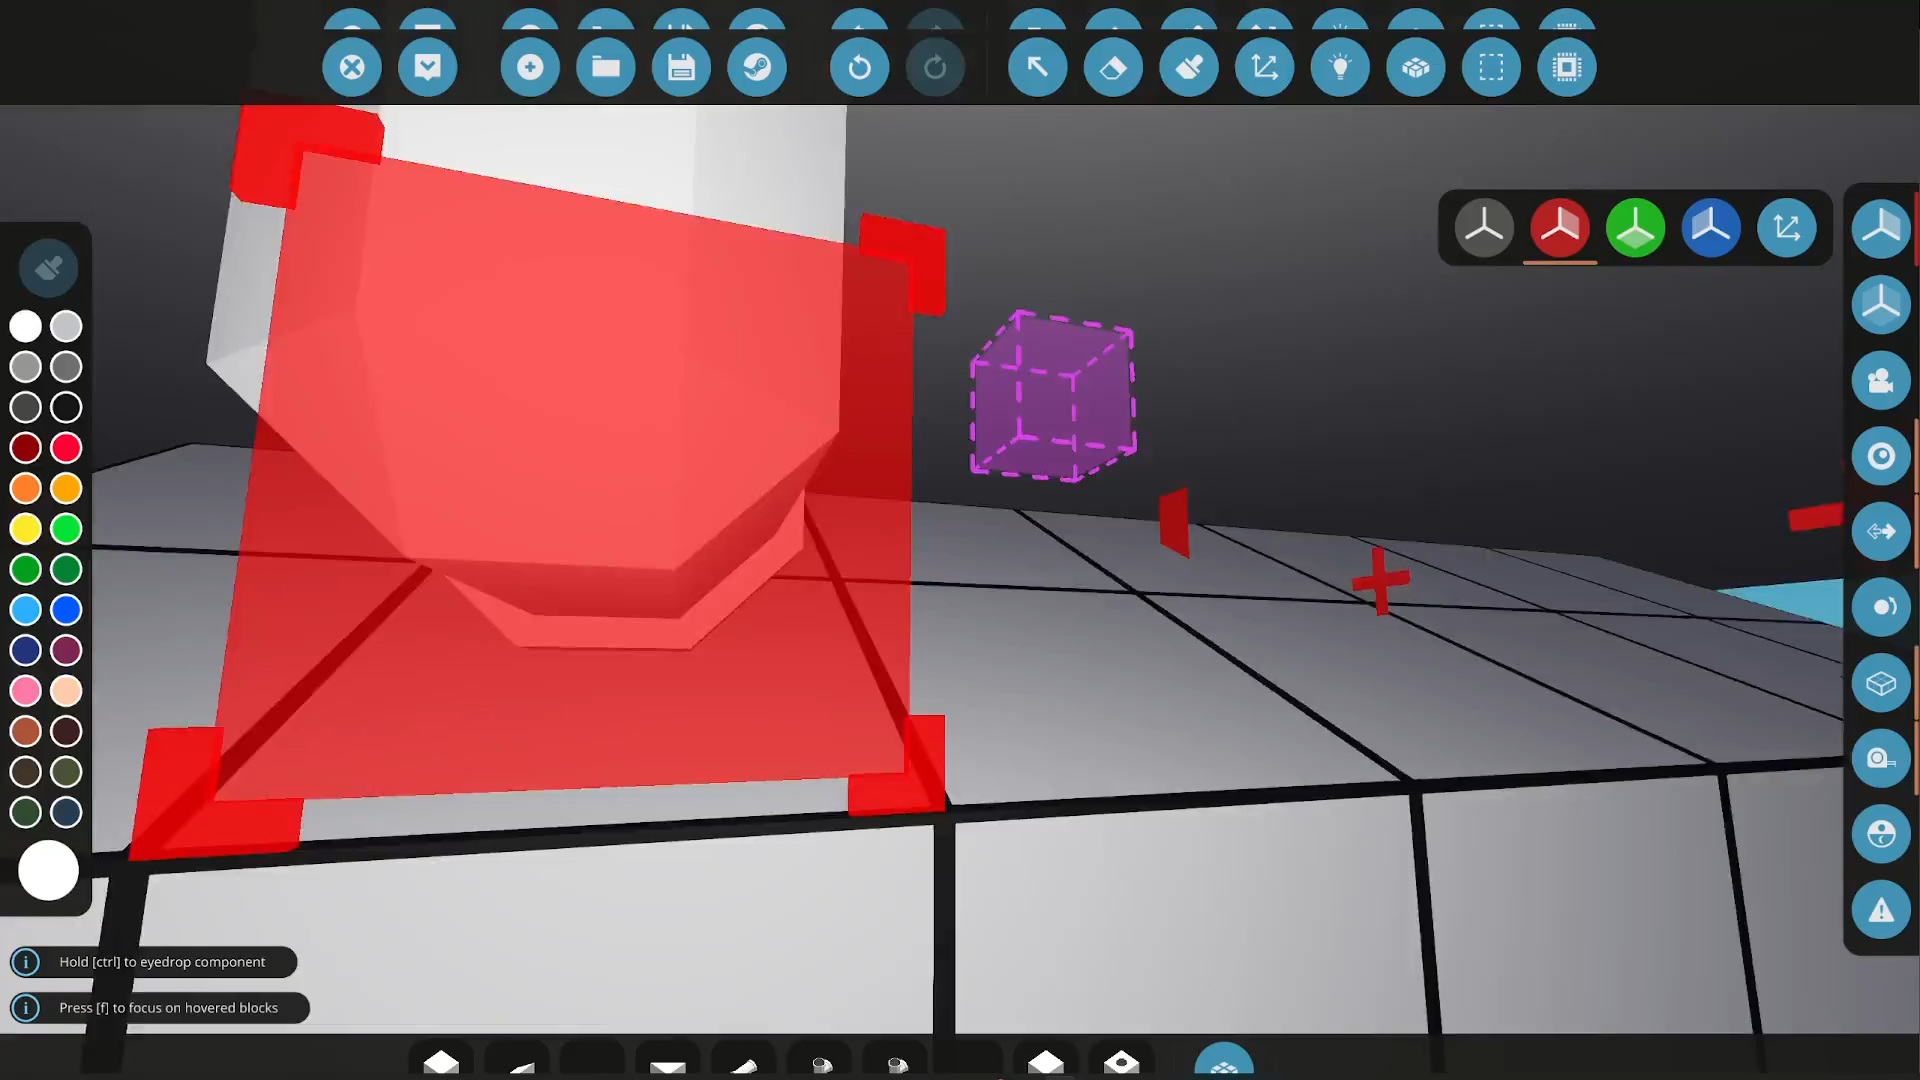 Hold [ctrl] to eyedrop component
Press [f] to focus on hovered blocks